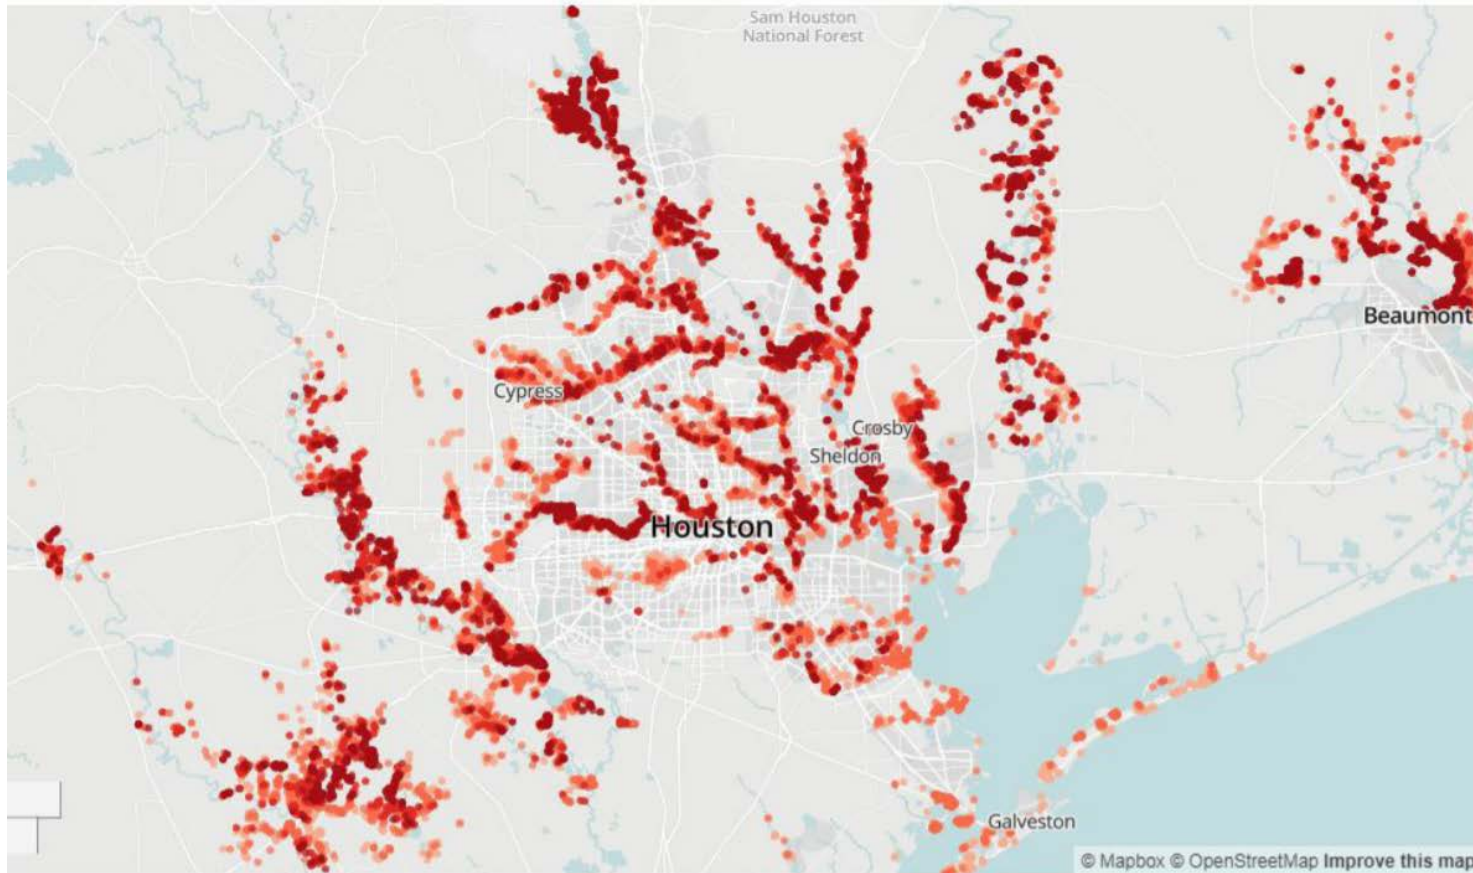 Sam Houston
National Forest
Beaumont
Cypress
Crosby
Sheldon
Houston
Galveston
© Mapbox © OpenStreetMap Improve this map